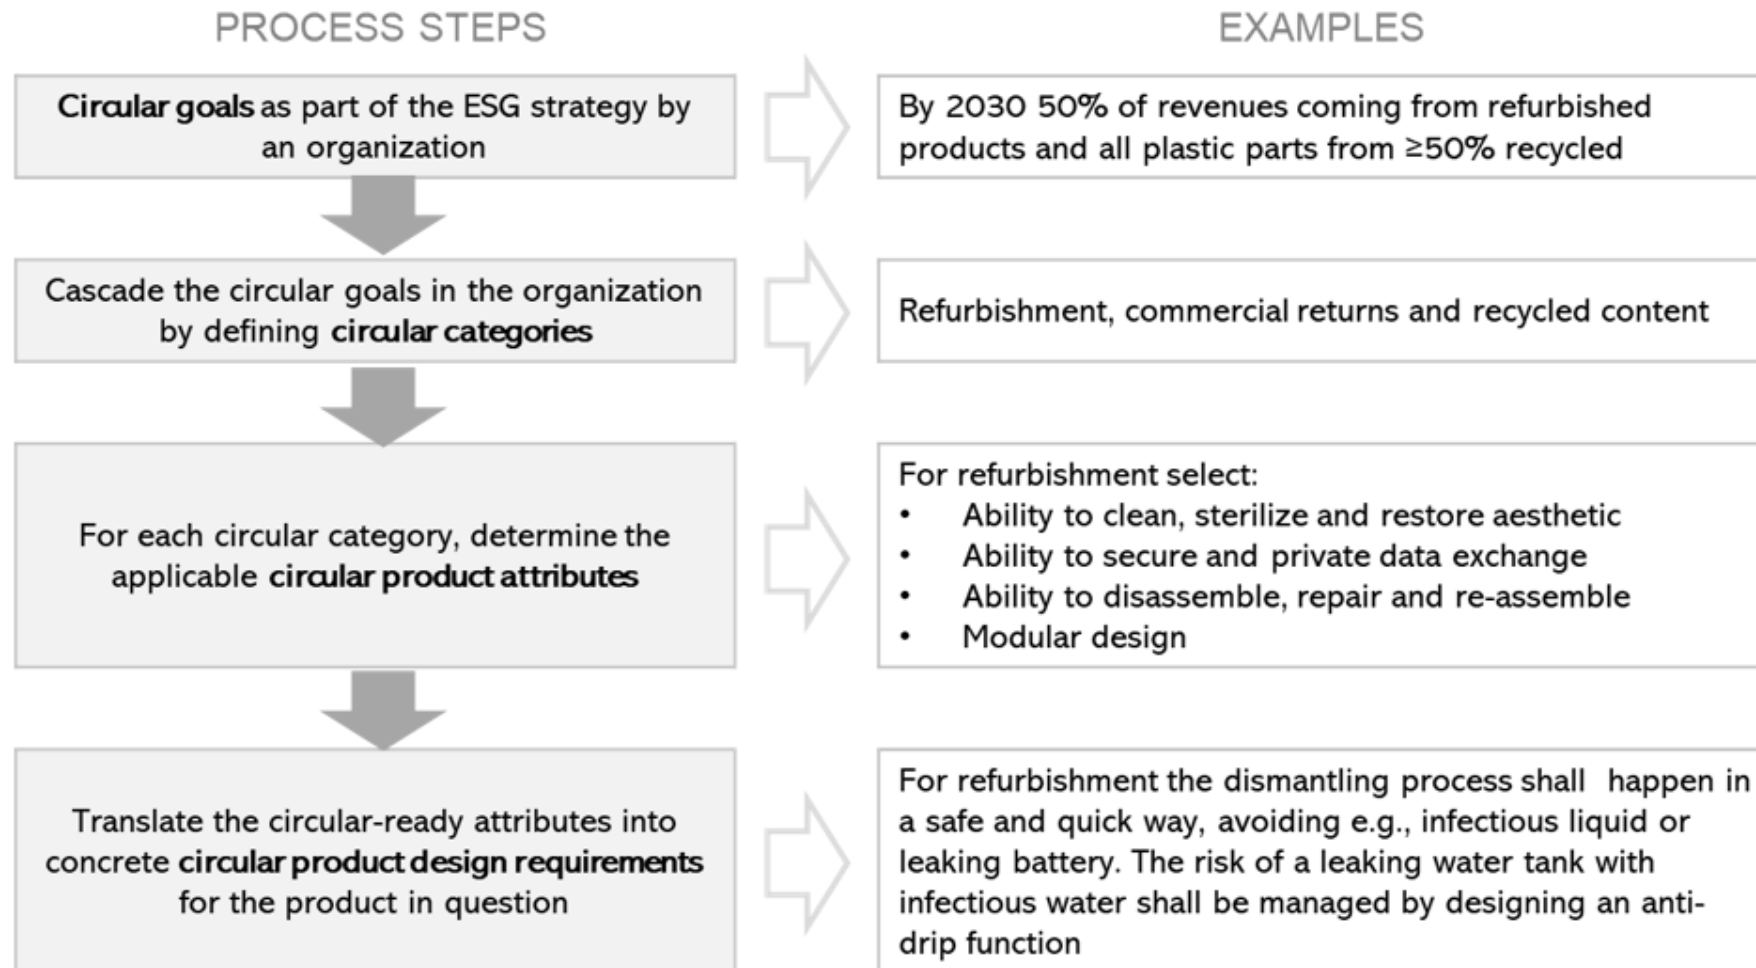 PROCESS STEPS
EXAMPLES
Circular goals as part of the ESG strategy by
an organization
By 2030 50% of revenues coming from refurbished
products and all plastic parts from ≥50% recycled
Cascade the circular goals in the organization
by defining circular categories
Refurbishment, commercial returns and recycled content
For each circular category, determine the
applicable circular product attributes
For refurbishment select:
• Ability to clean, sterilize and restore aesthetic
• Ability to secure and private data exchange
• Ability to disassemble, repair and re-assemble
• Modular design
Translate the circular-ready attributes into
concrete circular product design requirements
for the product in question
For refurbishment the dismantling process shall happen in
a safe and quick way, avoiding e.g., infectious liquid or
leaking battery. The risk of a leaking water tank with
infectious water shall be managed by designing an anti-
drip function